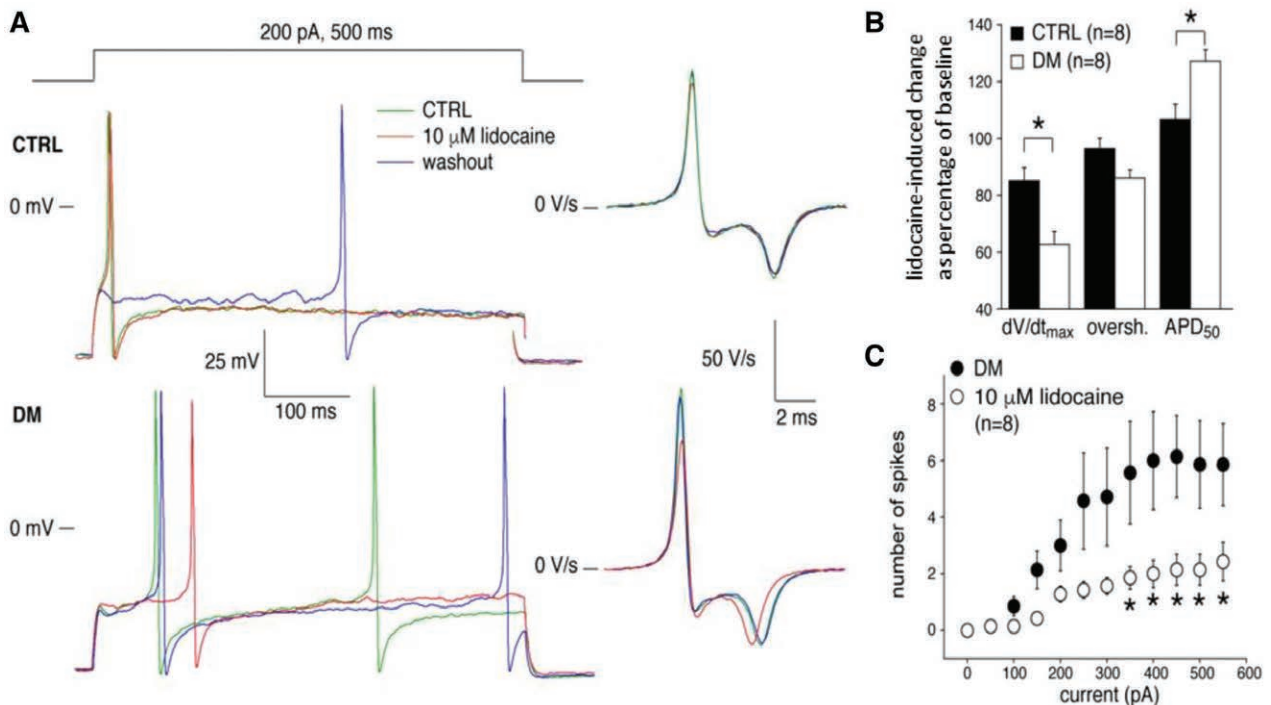 A
200 pA, 500 ms
CTRL
10 μM lidocaine
washout
CTRL
0 mV
0 V/s
25 mV
100 ms
50 V/s
2 ms
DM
0 mV
0 V/s
B
lidocaine-induced change
as percentage of baseline
140
120
100
80
60
40
CTRL (n=8)
DM (n=8)
*
*
dV/dtmax
oversh.
APD50
C
DM
10 μM lidocaine
(n=8)
number of spikes
8
6
4
2
0
* * * * *
0 100 200 300 400 500 600
current (pA)